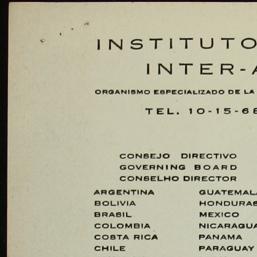 INSTITUTO
INTER-A
ORGANISMO ESPECIALIZADO DE LA
TEL. 10-15-68
CONSEJO DIRECTIVO
GOVERNING BOARD
CONSELHO DIRECTOR
ARGENTINA GUATEMALA
BOLIVIA HONDURAS
BRASIL MEXICO
COLOMBIA NICARAGUA
COSTA RICA PANAMA
CHILE PARAGUAY